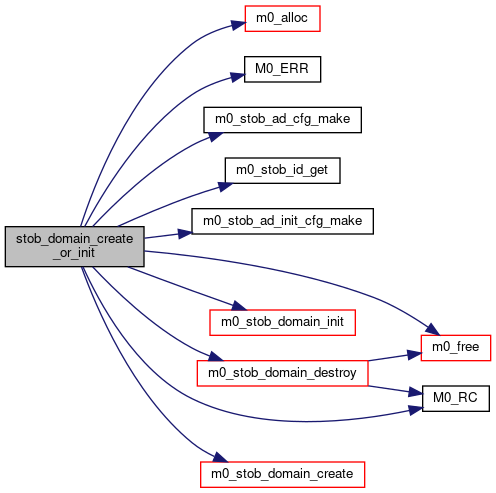 m0_alloc
M0_ERR
m0_stob_ad_cfg_make
m0_stob_id_get
m0_stob_ad_init_cfg_make
stob_domain_create
_or_init
m0_stob_domain_init
m0_free
m0_stob_domain_destroy
M0_RC
m0_stob_domain_create